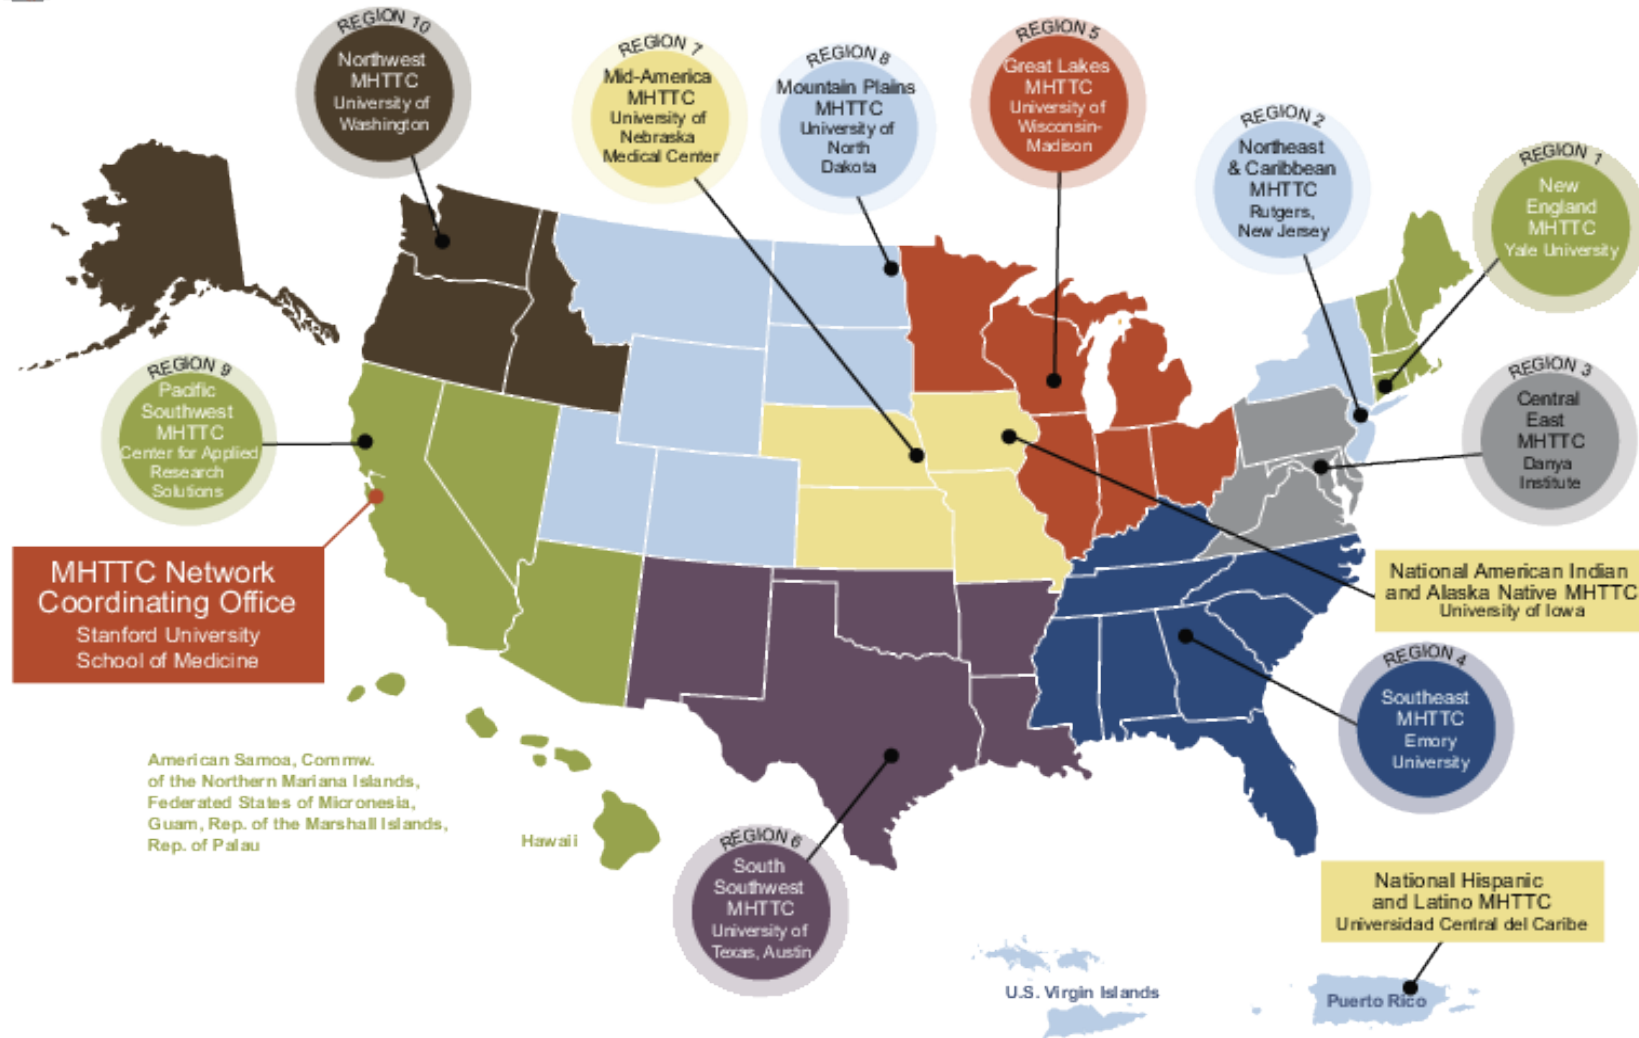 REGION 10
Northwest
MHTTC
University of
Washington
REGION 7
Mid-America
MHTTC
University of
Nebraska
Medical Center
REGION 8
Mountain Plains
MHTTC
University of
North
Dakota
REGION 5
Great Lakes
MHTTC
University of
Wisconsin-
Madison
REGION 2
Northeast
& Caribbean
MHTTC
Rutgers,
New Jersey
REGION 1
New
England
MHTTC
Yale University
REGION 9
Pacific
Southwest
MHTTC
Center for Applied
Research
Solutions
REGION 3
Central
East
MHTTC
Danya
Institute
MHTTC Network
Coordinating Office
Stanford University
School of Medicine
National American Indian
and Alaska Native MHTTC
University of Iowa
REGION 4
Southeast
MHTTC
Emory
University
American Samoa, Commw.
of the Northern Mariana Islands,
Federated States of Micronesia,
Guam, Rep. of the Marshall Islands,
Rep. of Palau
Hawaii
REGION 6
South
Southwest
MHTTC
University of
Texas, Austin
National Hispanic
and Latino MHTTC
Universidad Central del Caribe
U.S. Virgin Islands
Puerto Rico